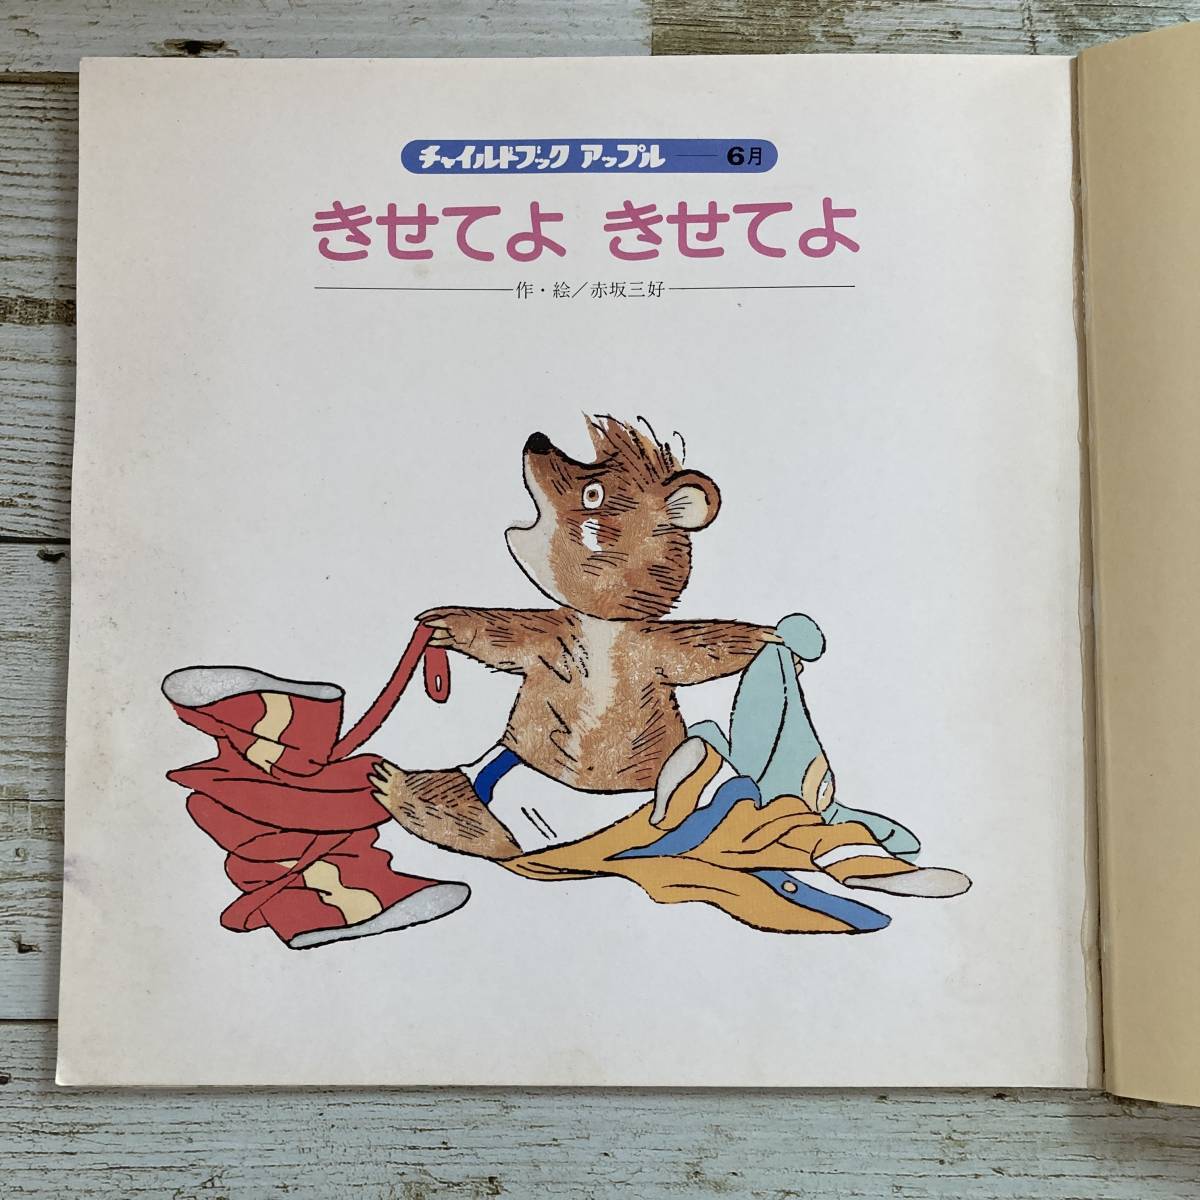 チャイルドブック アップル ── 6月
きせてよ きせてよ
作・絵／赤坂三好